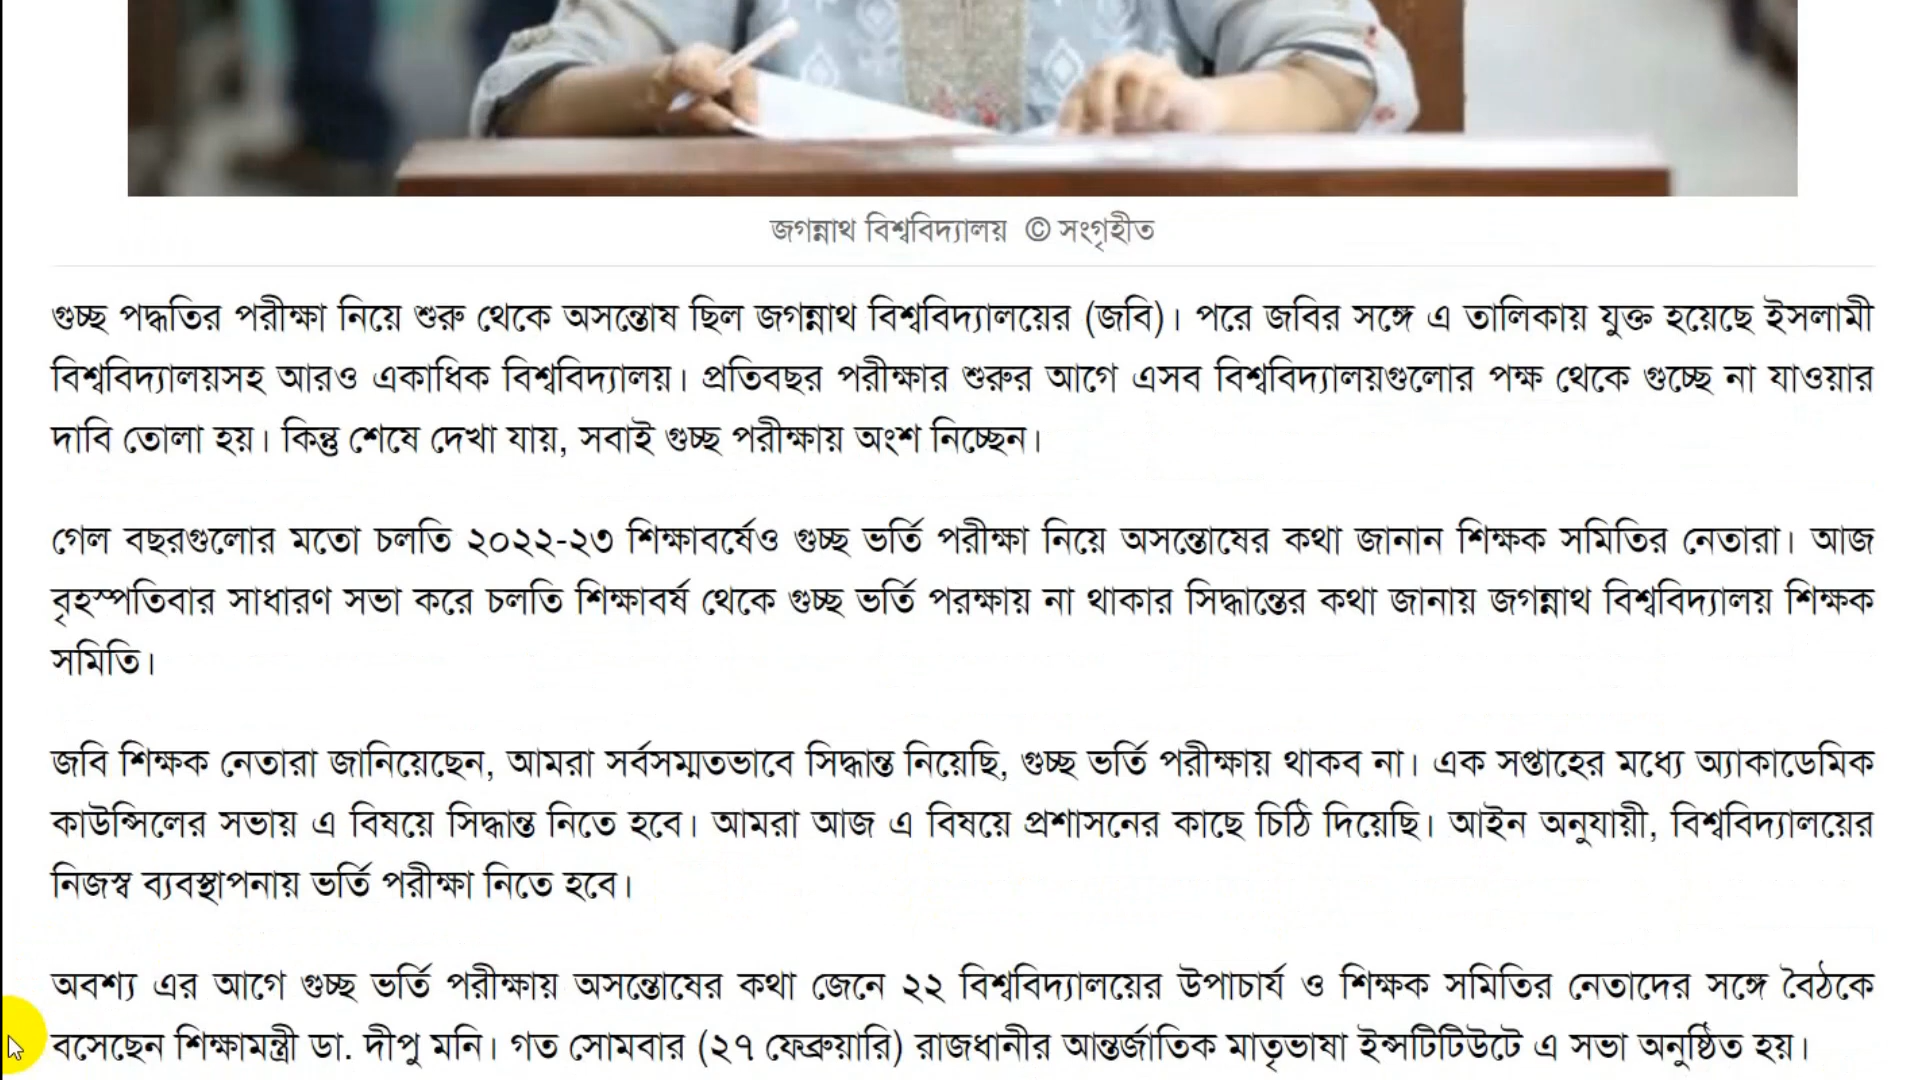 জগন্নাথ বিশ্ববিদ্যালয় © সংগৃহীত
গুচ্ছ পদ্ধতির পরীক্ষা নিয়ে শুরু থেকে অসন্তোষ ছিল জগন্নাথ বিশ্ববিদ্যালয়ের (জবি)। পরে জবির সঙ্গে এ তালিকায় যুক্ত হয়েছে ইসলামী
বিশ্ববিদ্যালয়সহ আরও একাধিক বিশ্ববিদ্যালয়। প্রতিবছর পরীক্ষার শুরুর আগে এসব বিশ্ববিদ্যালয়গুলোর পক্ষ থেকে গুচ্ছে না যাওয়ার
দাবি তোলা হয়। কিন্তু শেষে দেখা যায়, সবাই গুচ্ছ পরীক্ষায় অংশ নিচ্ছেন।
গেল বছরগুলোর মতো চলতি ২০২২-২৩ শিক্ষাবর্ষেও গুচ্ছ ভর্তি পরীক্ষা নিয়ে অসন্তোষের কথা জানান শিক্ষক সমিতির নেতারা। আজ
বৃহস্পতিবার সাধারণ সভা করে চলতি শিক্ষাবর্ষ থেকে গুচ্ছ ভর্তি পরক্ষায় না থাকার সিদ্ধান্তের কথা জানায় জগন্নাথ বিশ্ববিদ্যালয় শিক্ষক
সমিতি।
জবি শিক্ষক নেতারা জানিয়েছেন, আমরা সর্বসম্মতভাবে সিদ্ধান্ত নিয়েছি, গুচ্ছ ভর্তি পরীক্ষায় থাকব না। এক সপ্তাহের মধ্যে অ্যাকাডেমিক
কাউন্সিলের সভায় এ বিষয়ে সিদ্ধান্ত নিতে হবে। আমরা আজ এ বিষয়ে প্রশাসনের কাছে চিঠি দিয়েছি। আইন অনুযায়ী, বিশ্ববিদ্যালয়ের
নিজস্ব ব্যবস্থাপনায় ভর্তি পরীক্ষা নিতে হবে।
অবশ্য এর আগে গুচ্ছ ভর্তি পরীক্ষায় অসন্তোষের কথা জেনে ২২ বিশ্ববিদ্যালয়ের উপাচার্য ও শিক্ষক সমিতির নেতাদের সঙ্গে বৈঠকে
বসেছেন শিক্ষামন্ত্রী ডা. দীপু মনি। গত সোমবার (২৭ ফেব্রুয়ারি) রাজধানীর আন্তর্জাতিক মাতৃভাষা ইন্সটিটিউটে এ সভা অনুষ্ঠিত হয়।